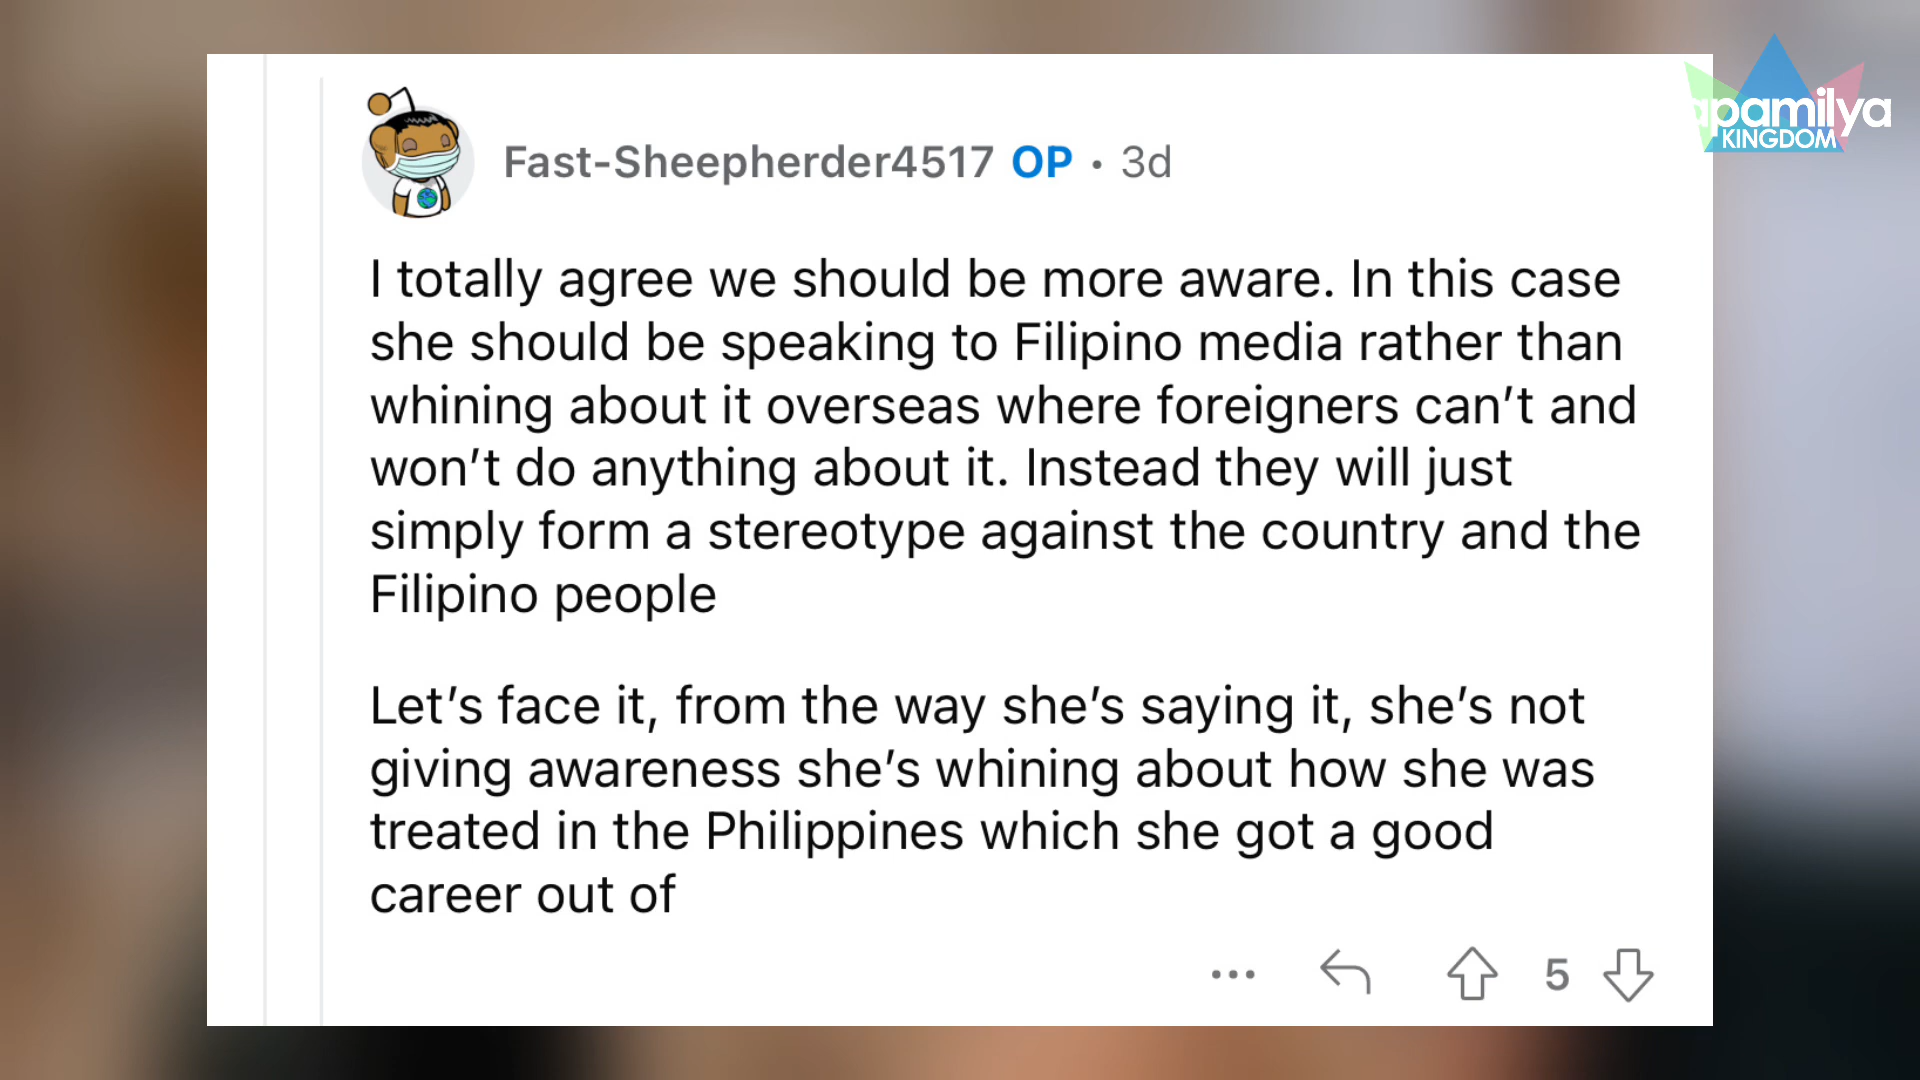 apamilya
KINGDOM
Fast-Sheepherder4517 OP • 3d
I totally agree we should be more aware. In this case
she should be speaking to Filipino media rather than
whining about it overseas where foreigners can’t and
won’t do anything about it. Instead they will just
simply form a stereotype against the country and the
Filipino people
Let’s face it, from the way she’s saying it, she’s not
giving awareness she’s whining about how she was
treated in the Philippines which she got a good
career out of
5